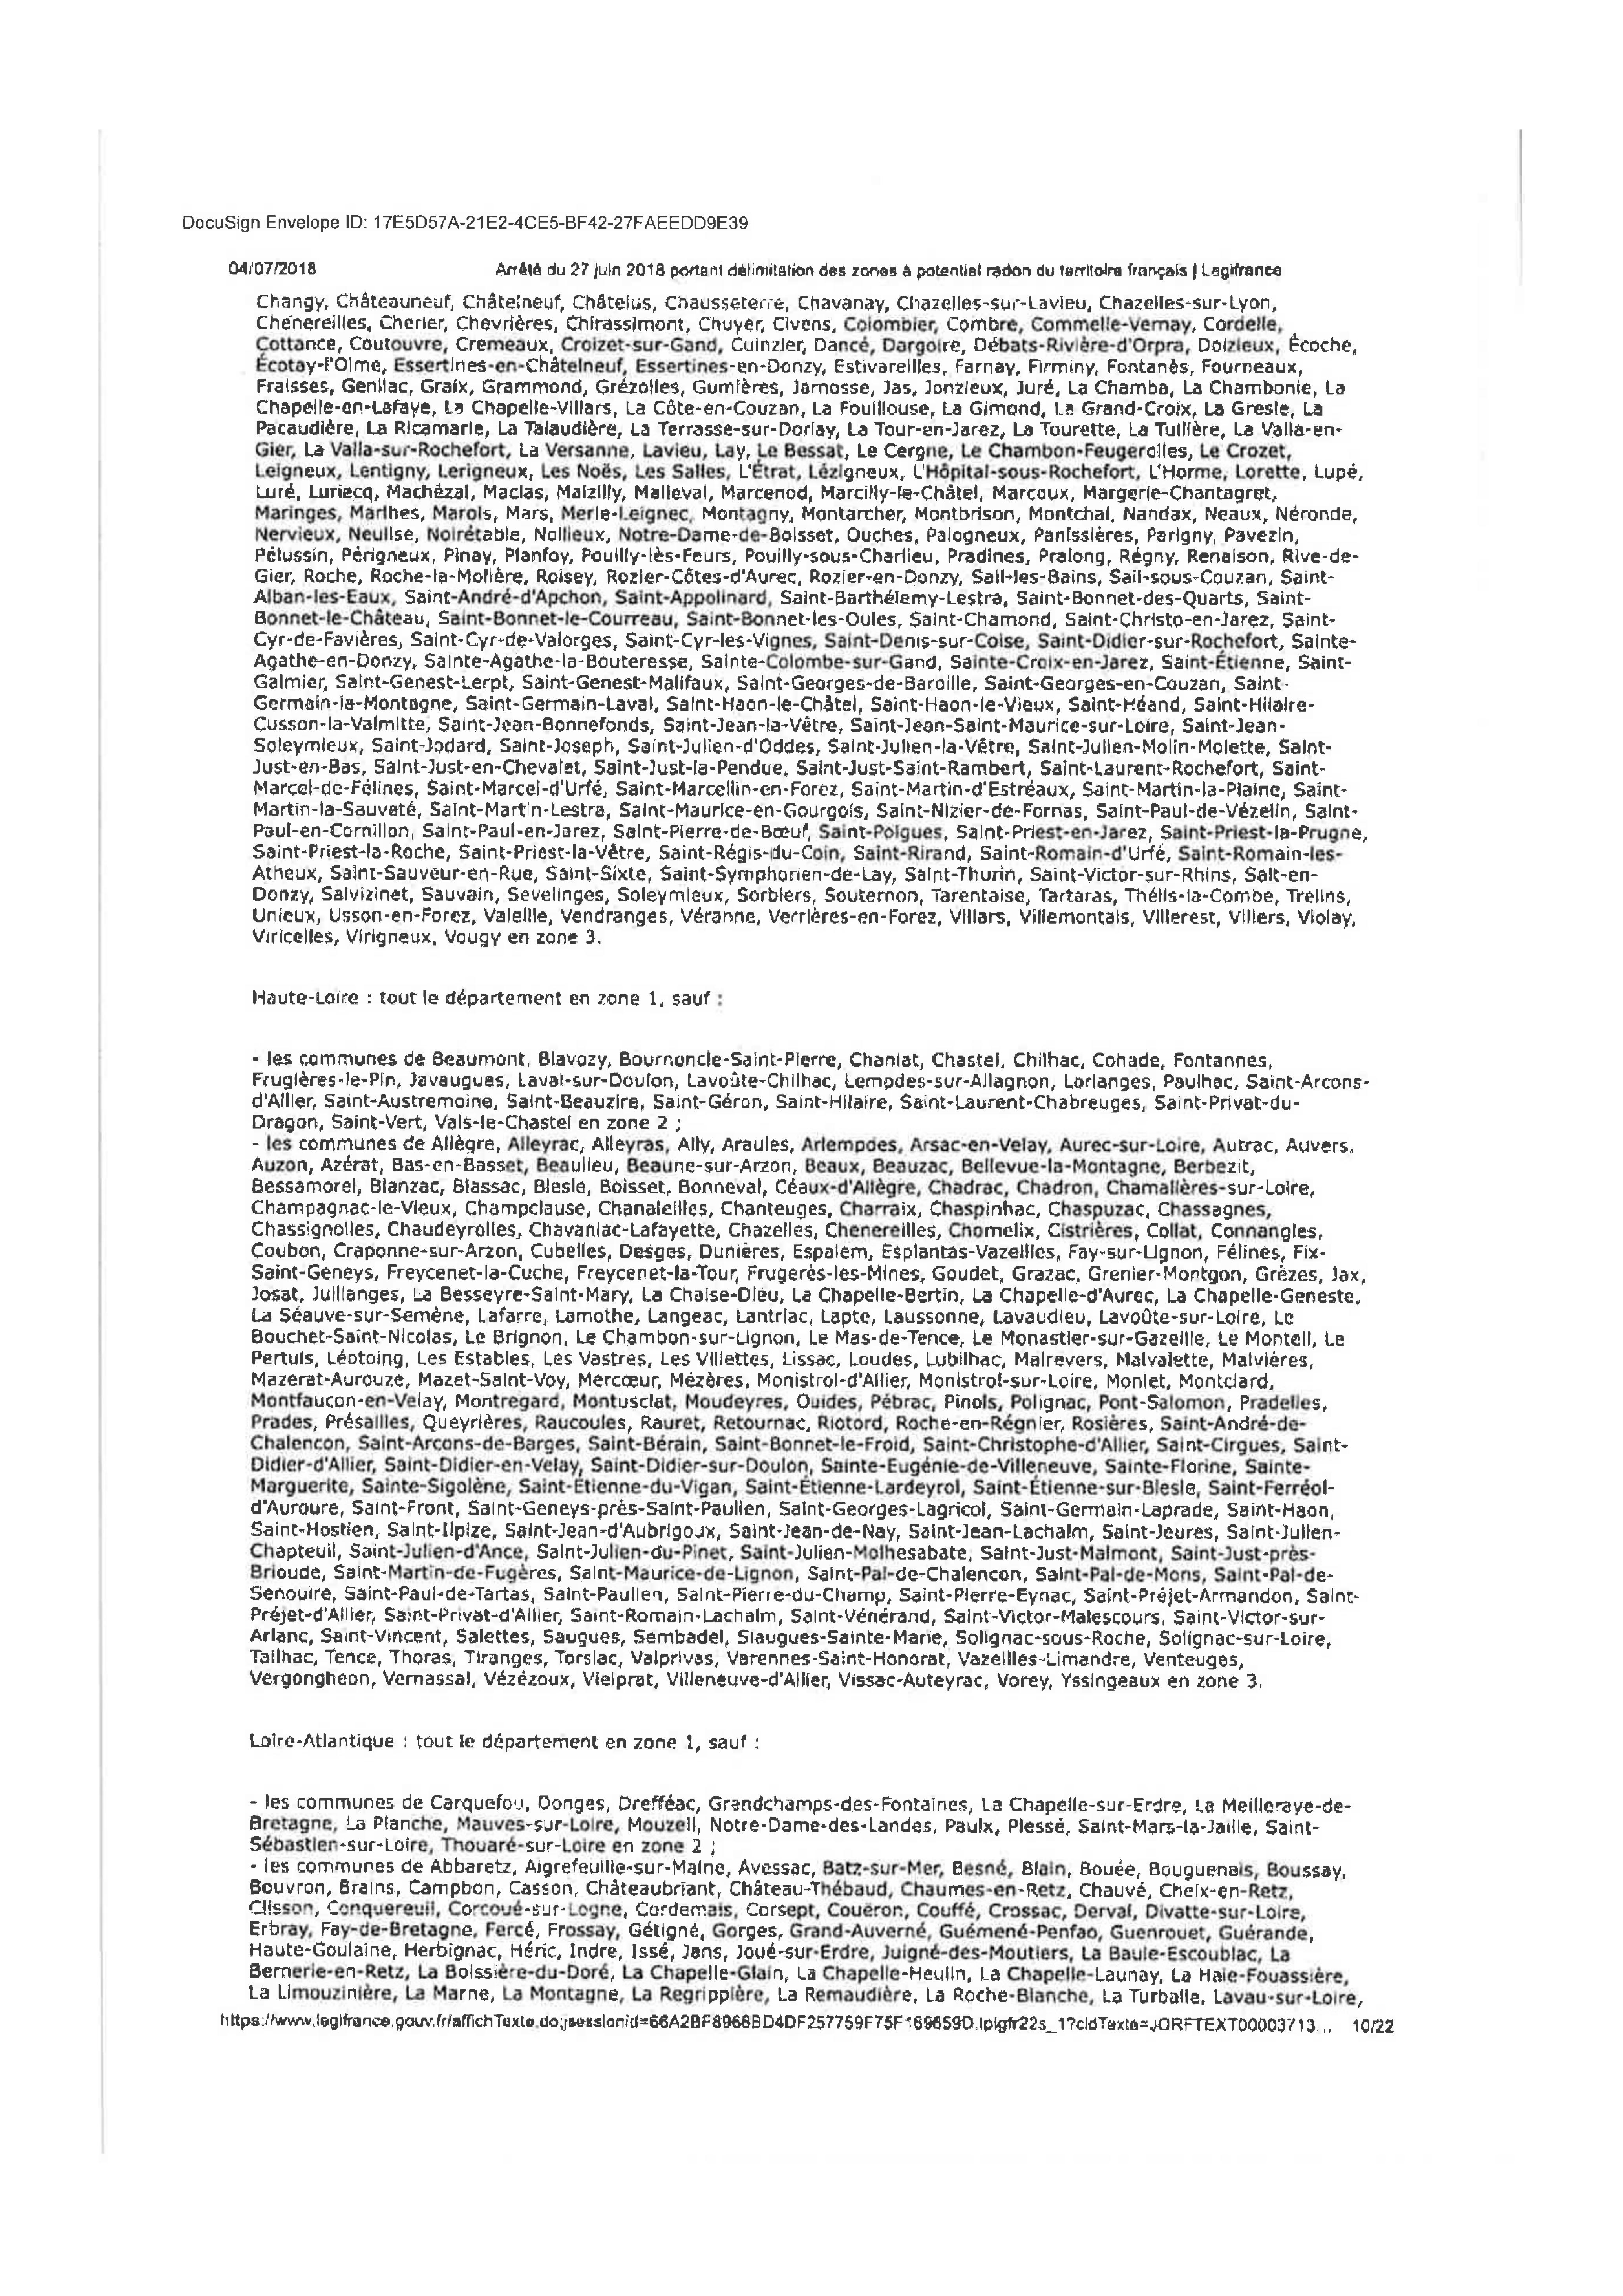 DocuSign Envelope ID: 17E5D57A-21E2-4CE5-BF42-27FAEEDD9E39
04/07/2018 Arrêté du 27 juin 2018 portant délimitation des zones à potentiel radon du territoire français | Legifrance
Changy, Châteauneuf, Châtelneuf, Châtelus, Chausseterre, Chavanay, Chazelles-sur-Lavieu, Chazelles-sur-Lyon,
Chenereilles, Cherier, Chevrières, Chirassimont, Chuyer, Civens, Colombier, Combre, Commelle-Vernay, Cordelle,
Cottance, Coutouvre, Cremeaux, Croizet-sur-Gand, Cuinzier, Dancé, Dargoire, Débats-Rivière-d'Orpra, Doizieux, Écoche,
Écotay-l'Olme, Essertines-en-Châtelneuf, Essertines-en-Donzy, Estivareilles, Farnay, Firminy, Fontanès, Fourneaux,
Fraisses, Genilac, Graix, Grammond, Grézolles, Gumières, Jarnosse, Jas, Jonzieux, Juré, La Chamba, La Chambonie, La
Chapelle-en-Lafaye, La Chapelle-Villars, La Côte-en-Couzan, La Fouillouse, La Gimond, La Grand-Croix, La Gresle, La
Pacaudière, La Ricamarie, La Talaudière, La Terrasse-sur-Dorlay, La Tour-en-Jarez, La Tourette, La Tuilière, La Valla-en-
Gier, La Valla-sur-Rochefort, La Versanne, Lavieu, Lay, Le Bessat, Le Cergne, Le Chambon-Feugerolles, Le Crozet,
Leigneux, Lentigny, Lerigneux, Les Noës, Les Salles, L'Étrat, Lézigneux, L'Hôpital-sous-Rochefort, L'Horme, Lorette, Lupé,
Luré, Luriecq, Machézal, Maclas, Maizilly, Malleval, Marcenod, Marcilly-le-Châtel, Marcoux, Margerie-Chantagret,
Maringes, Marlhes, Marols, Mars, Merle-Leignec, Montagny, Montarcher, Montbrison, Montchal, Nandax, Neaux, Néronde,
Nervieux, Neulise, Noirétable, Nollieux, Notre-Dame-de-Boisset, Ouches, Palogneux, Panissières, Parigny, Pavezin,
Pélussin, Périgneux, Pinay, Planfoy, Pouilly-lès-Feurs, Pouilly-sous-Charlieu, Pradines, Pralong, Régny, Renaison, Rive-de-
Gier, Roche, Roche-la-Molière, Roisey, Rozier-Côtes-d'Aurec, Rozier-en-Donzy, Sail-les-Bains, Sail-sous-Couzan, Saint-
Alban-les-Eaux, Saint-André-d'Apchon, Saint-Appolinard, Saint-Barthélemy-Lestra, Saint-Bonnet-des-Quarts, Saint-
Bonnet-le-Château, Saint-Bonnet-le-Courreau, Saint-Bonnet-les-Oules, Saint-Chamond, Saint-Christo-en-Jarez, Saint-
Cyr-de-Favières, Saint-Cyr-de-Valorges, Saint-Cyr-les-Vignes, Saint-Denis-sur-Coise, Saint-Didier-sur-Rochefort, Sainte-
Agathe-en-Donzy, Sainte-Agathe-la-Bouteresse, Sainte-Colombe-sur-Gand, Sainte-Croix-en-Jarez, Saint-Étienne, Saint-
Galmier, Saint-Genest-Lerpt, Saint-Genest-Malifaux, Saint-Georges-de-Baroille, Saint-Georges-en-Couzan, Saint-
Germain-la-Montagne, Saint-Germain-Laval, Saint-Haon-le-Châtel, Saint-Haon-le-Vieux, Saint-Héand, Saint-Hilaire-
Cusson-la-Valmitte, Saint-Jean-Bonnefonds, Saint-Jean-la-Vêtre, Saint-Jean-Saint-Maurice-sur-Loire, Saint-Jean-
Soleymieux, Saint-Jodard, Saint-Joseph, Saint-Julien-d'Oddes, Saint-Julien-la-Vêtre, Saint-Julien-Molin-Molette, Saint-
Just-en-Bas, Saint-Just-en-Chevalet, Saint-Just-la-Pendue, Saint-Just-Saint-Rambert, Saint-Laurent-Rochefort, Saint-
Marcel-de-Félines, Saint-Marcel-d'Urfé, Saint-Marcellin-en-Forez, Saint-Martin-d'Estréaux, Saint-Martin-la-Plaine, Saint-
Martin-la-Sauveté, Saint-Martin-Lestra, Saint-Maurice-en-Gourgois, Saint-Nizier-de-Fornas, Saint-Paul-de-Vézelin, Saint-
Paul-en-Cornillon, Saint-Paul-en-Jarez, Saint-Pierre-de-Bœuf, Saint-Polgues, Saint-Priest-en-Jarez, Saint-Priest-la-Prugne,
Saint-Priest-la-Roche, Saint-Priest-la-Vêtre, Saint-Régis-du-Coin, Saint-Rirand, Saint-Romain-d'Urfé, Saint-Romain-les-
Atheux, Saint-Sauveur-en-Rue, Saint-Sixte, Saint-Symphorien-de-Lay, Saint-Thurin, Saint-Victor-sur-Rhins, Salt-en-
Donzy, Salvizinet, Sauvain, Sevelinges, Soleymieux, Sorbiers, Souternon, Tarentaise, Tartaras, Thélis-la-Combe, Trelins,
Unieux, Usson-en-Forez, Valeille, Vendranges, Véranne, Verrières-en-Forez, Villars, Villemontais, Villerest, Villers, Violay,
Viricelles, Virigneux, Vougy en zone 3.
Haute-Loire : tout le département en zone 1, sauf :
- les communes de Beaumont, Blavozy, Bournoncle-Saint-Pierre, Chaniat, Chastel, Chilhac, Cohade, Fontannes,
Frugières-le-Pin, Javaugues, Laval-sur-Doulon, Lavoûte-Chilhac, Lempdes-sur-Allagnon, Lorlanges, Paulhac, Saint-Arcons-
d'Allier, Saint-Austremoine, Saint-Beauzire, Saint-Géron, Saint-Hilaire, Saint-Laurent-Chabreuges, Saint-Privat-du-
Dragon, Saint-Vert, Vals-le-Chastel en zone 2 ;
- les communes de Allègre, Alleyrac, Alleyras, Ally, Araules, Arlempdes, Arsac-en-Velay, Aurec-sur-Loire, Autrac, Auvers,
Auzon, Azérat, Bas-en-Basset, Beaulieu, Beaune-sur-Arzon, Beaux, Beauzac, Bellevue-la-Montagne, Berbezit,
Bessamorel, Blanzac, Blassac, Blesle, Boisset, Bonneval, Céaux-d'Allègre, Chadrac, Chadron, Chamalières-sur-Loire,
Champagnac-le-Vieux, Champclause, Chanaleilles, Chanteuges, Charraix, Chaspinhac, Chaspuzac, Chassagnes,
Chassignolles, Chaudeyrolles, Chavaniac-Lafayette, Chazelles, Chenereilles, Chomelix, Cistrières, Collat, Connangles,
Coubon, Craponne-sur-Arzon, Cubelles, Desges, Dunières, Espalem, Esplantas-Vazeilles, Fay-sur-Lignon, Félines, Fix-
Saint-Geneys, Freycenet-la-Cuche, Freycenet-la-Tour, Frugerès-les-Mines, Goudet, Grazac, Grenier-Montgon, Grèzes, Jax,
Josat, Jullianges, La Besseyre-Saint-Mary, La Chaise-Dieu, La Chapelle-Bertin, La Chapelle-d'Aurec, La Chapelle-Geneste,
La Séauve-sur-Semène, Lafarre, Lamothe, Langeac, Lantriac, Lapte, Laussonne, Lavaudieu, Lavoûte-sur-Loire, Le
Bouchet-Saint-Nicolas, Le Brignon, Le Chambon-sur-Lignon, Le Mas-de-Tence, Le Monastier-sur-Gazeille, Le Monteil, Le
Pertuis, Léotoing, Les Estables, Les Vastres, Les Villettes, Lissac, Loudes, Lubilhac, Malrevers, Malvalette, Malvières,
Mazerat-Aurouze, Mazet-Saint-Voy, Mercœur, Mézères, Monistrol-d'Allier, Monistrol-sur-Loire, Monlet, Montclard,
Montfaucon-en-Velay, Montregard, Montusclat, Moudeyres, Ouides, Pébrac, Pinols, Polignac, Pont-Salomon, Pradelles,
Prades, Présailles, Queyrières, Raucoules, Rauret, Retournac, Riotord, Roche-en-Régnier, Rosières, Saint-André-de-
Chalencon, Saint-Arcons-de-Barges, Saint-Bérain, Saint-Bonnet-le-Froid, Saint-Christophe-d'Allier, Saint-Cirgues, Saint-
Didier-d'Allier, Saint-Didier-en-Velay, Saint-Didier-sur-Doulon, Sainte-Eugénie-de-Villeneuve, Sainte-Florine, Sainte-
Marguerite, Sainte-Sigolène, Saint-Étienne-du-Vigan, Saint-Étienne-Lardeyrol, Saint-Étienne-sur-Blesle, Saint-Ferréol-
d'Auroure, Saint-Front, Saint-Geneys-près-Saint-Paulien, Saint-Georges-Lagricol, Saint-Germain-Laprade, Saint-Haon,
Saint-Hostien, Saint-Ilpize, Saint-Jean-d'Aubrigoux, Saint-Jean-de-Nay, Saint-Jean-Lachalm, Saint-Jeures, Saint-Julien-
Chapteuil, Saint-Julien-d'Ance, Saint-Julien-du-Pinet, Saint-Julien-Molhesabate, Saint-Just-Malmont, Saint-Just-près-
Brioude, Saint-Martin-de-Fugères, Saint-Maurice-de-Lignon, Saint-Pal-de-Chalencon, Saint-Pal-de-Mons, Saint-Pal-de-
Senouire, Saint-Paul-de-Tartas, Saint-Paulien, Saint-Pierre-du-Champ, Saint-Pierre-Eynac, Saint-Préjet-Armandon, Saint-
Préjet-d'Allier, Saint-Privat-d'Allier, Saint-Romain-Lachalm, Saint-Vénérand, Saint-Victor-Malescours, Saint-Victor-sur-
Arlanc, Saint-Vincent, Salettes, Saugues, Sembadel, Siaugues-Sainte-Marie, Solignac-sous-Roche, Solignac-sur-Loire,
Tailhac, Tence, Thoras, Tiranges, Torsiac, Valprivas, Varennes-Saint-Honorat, Vazeilles-Limandre, Venteuges,
Vergongheon, Vernassal, Vézézoux, Vielprat, Villeneuve-d'Allier, Vissac-Auteyrac, Vorey, Yssingeaux en zone 3.
Loire-Atlantique : tout le département en zone 1, sauf :
- les communes de Carquefou, Donges, Drefféac, Grandchamps-des-Fontaines, La Chapelle-sur-Erdre, La Meilleraye-de-
Bretagne, La Planche, Mauves-sur-Loire, Mouzeil, Notre-Dame-des-Landes, Paulx, Plessé, Saint-Mars-la-Jaille, Saint-
Sébastien-sur-Loire, Thouaré-sur-Loire en zone 2 ;
- les communes de Abbaretz, Aigrefeuille-sur-Maine, Avessac, Batz-sur-Mer, Besné, Blain, Bouée, Bouguenais, Boussay,
Bouvron, Brains, Campbon, Casson, Châteaubriant, Château-Thébaud, Chaumes-en-Retz, Chauvé, Cheix-en-Retz,
Clisson, Conquereuil, Corcoué-sur-Logne, Cordemais, Corsept, Couëron, Couffé, Crossac, Derval, Divatte-sur-Loire,
Erbray, Fay-de-Bretagne, Fercé, Frossay, Gétigné, Gorges, Grand-Auverné, Guémené-Penfao, Guenrouet, Guérande,
Haute-Goulaine, Herbignac, Héric, Indre, Issé, Jans, Joué-sur-Erdre, Juigné-des-Moutiers, La Baule-Escoublac, La
Bernerie-en-Retz, La Boissière-du-Doré, La Chapelle-Glain, La Chapelle-Heulin, La Chapelle-Launay, La Haie-Fouassière,
La Limouzinière, La Marne, La Montagne, La Regrippière, La Remaudière, La Roche-Blanche, La Turballe, Lavau-sur-Loire,
https://www.legifrance.gouv.fr/affichTexte.do;jsessionid=66A2BF8968BD4DF257759F75F169659D.tplgfr22s_1?cidTexte=JORFTEXT00003713... 10/22